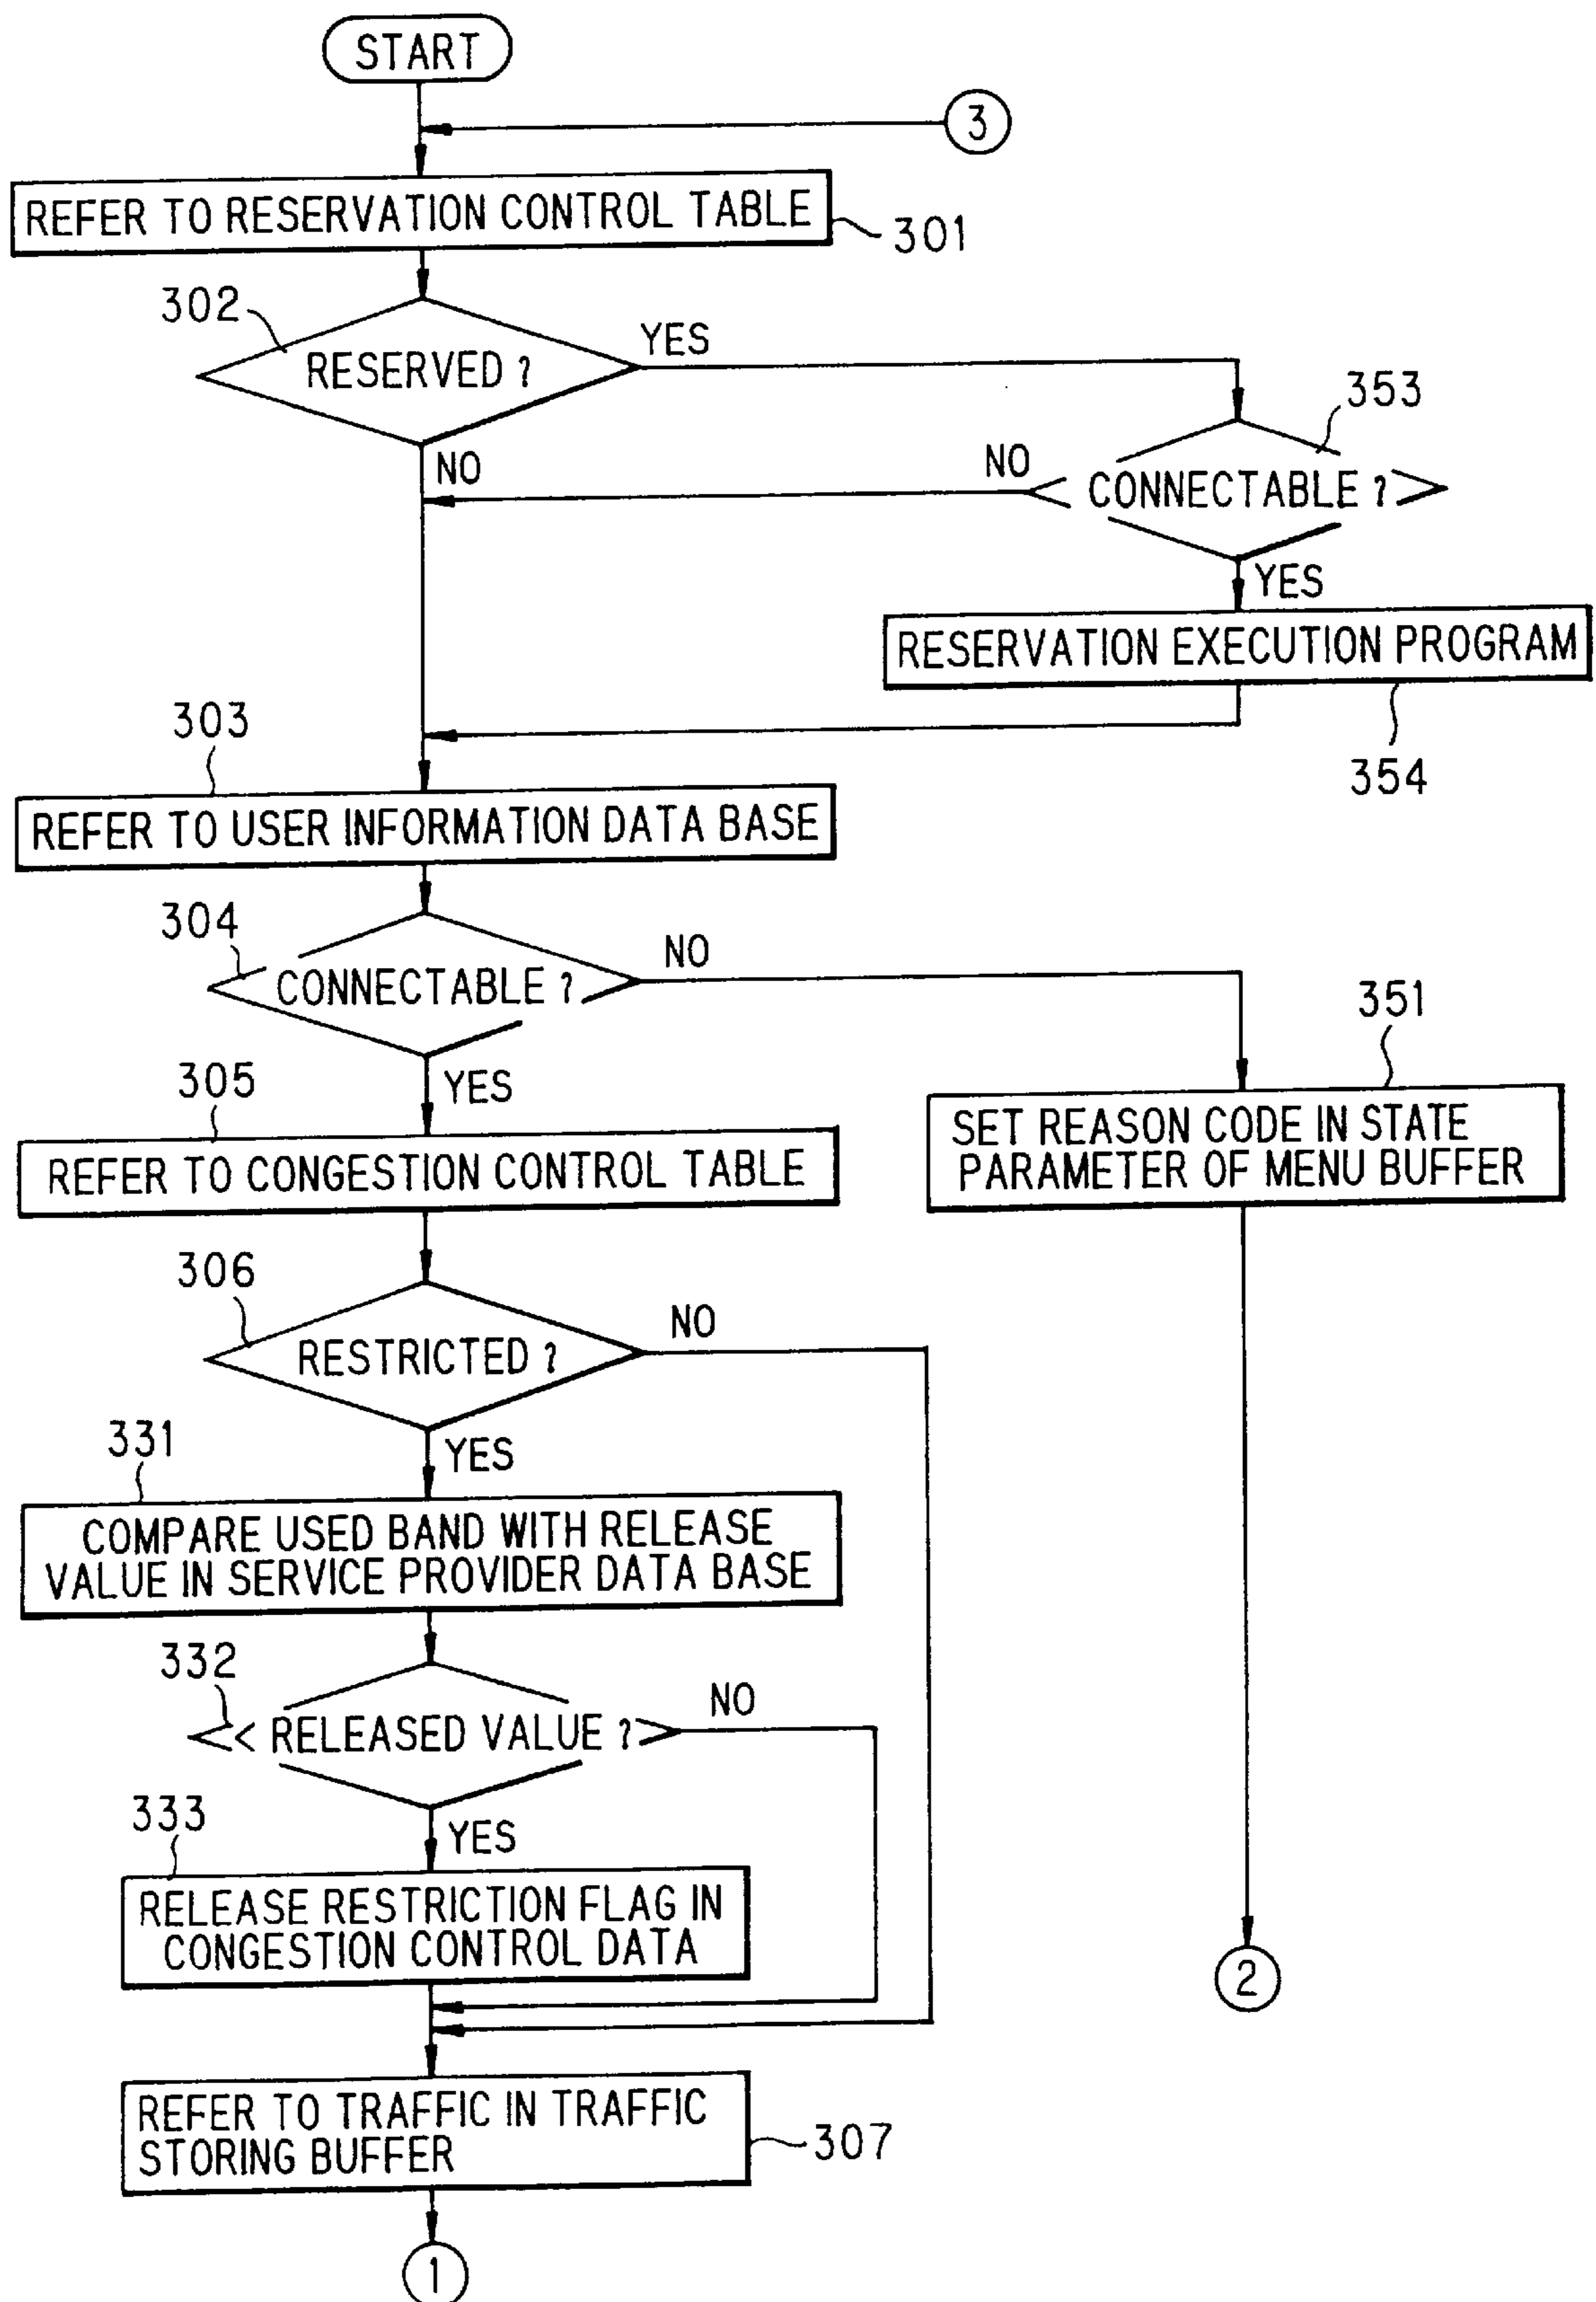 START
3
REFER TO RESERVATION CONTROL TABLE
301
302
RESERVED ?
YES
353
NO
NO
CONNECTABLE ?
YES
RESERVATION EXECUTION PROGRAM
354
303
REFER TO USER INFORMATION DATA BASE
304
CONNECTABLE ?
NO
351
YES
305
SET REASON CODE IN STATE
PARAMETER OF MENU BUFFER
REFER TO CONGESTION CONTROL TABLE
306
RESTRICTED ?
NO
YES
331
COMPARE USED BAND WITH RELEASE
VALUE IN SERVICE PROVIDER DATA BASE
332
< RELEASED VALUE ?
NO
YES
333
RELEASE RESTRICTION FLAG IN
CONGESTION CONTROL DATA
2
REFER TO TRAFFIC IN TRAFFIC
STORING BUFFER
307
1